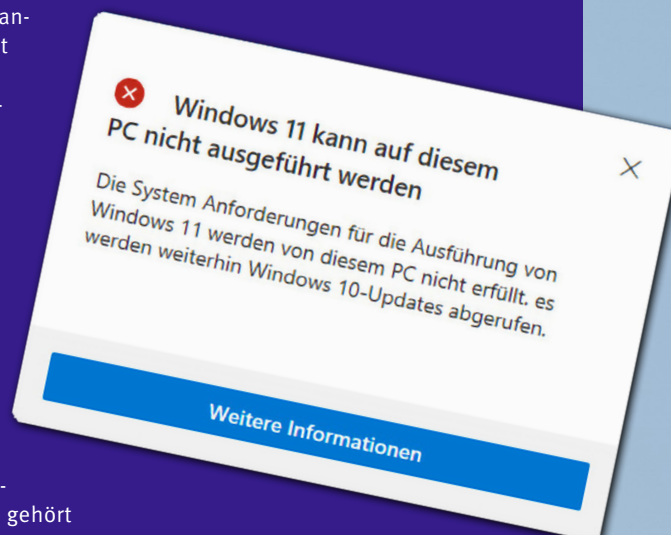 an-
t
Windows 11 kann auf diesem
PC nicht ausgeführt werden
Die System Anforderungen für die Ausführung von
Windows 11 werden von diesem PC nicht erfüllt. es
werden weiterhin Windows 10-Updates abgerufen.
Weitere Informationen
-
gehört